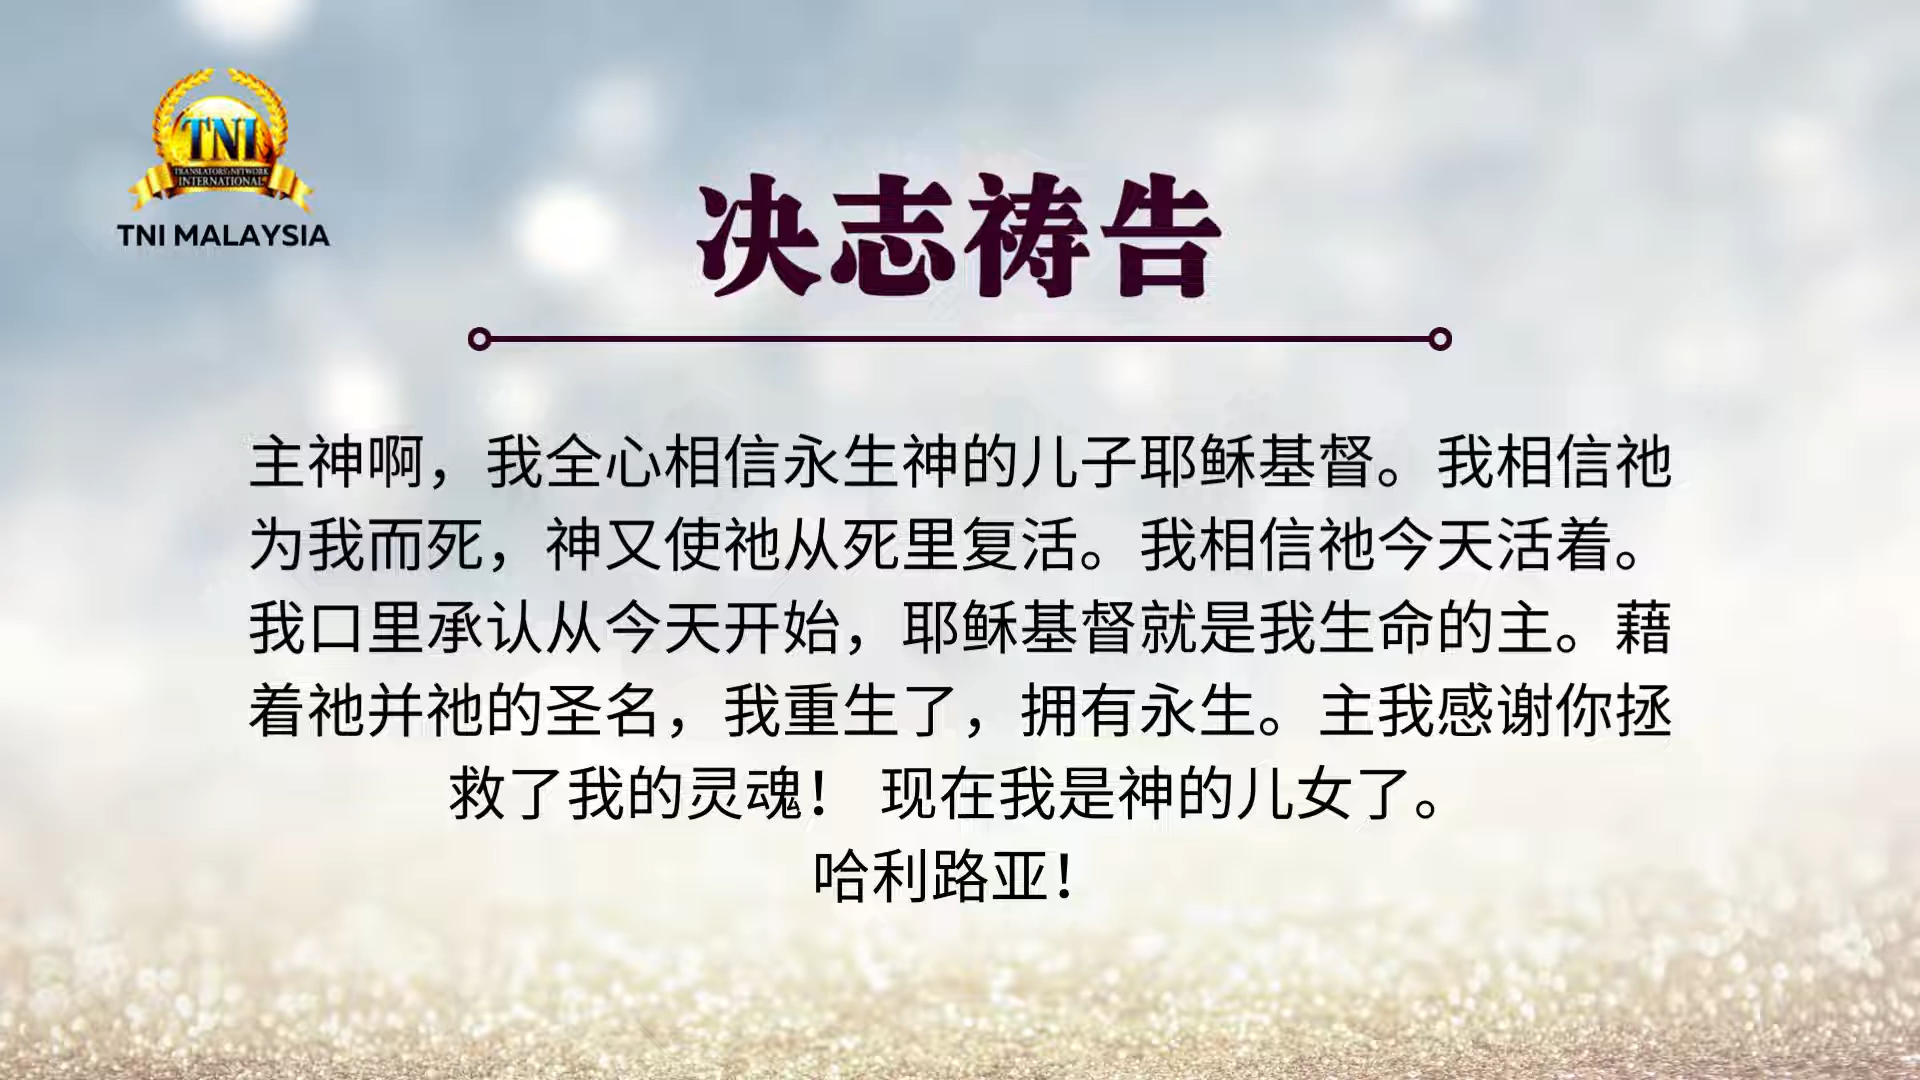 TNI
TRANSLATORS' NETWORK
INTERNATIONAL
TNI MALAYSIA
决志祷告
主神啊，我全心相信永生神的儿子耶稣基督。我相信祂
为我而死，神又使祂从死里复活。我相信祂今天活着。
我口里承认从今天开始，耶稣基督就是我生命的主。藉
着祂并祂的圣名，我重生了，拥有永生。主我感谢你拯
救了我的灵魂！ 现在我是神的儿女了。
哈利路亚！